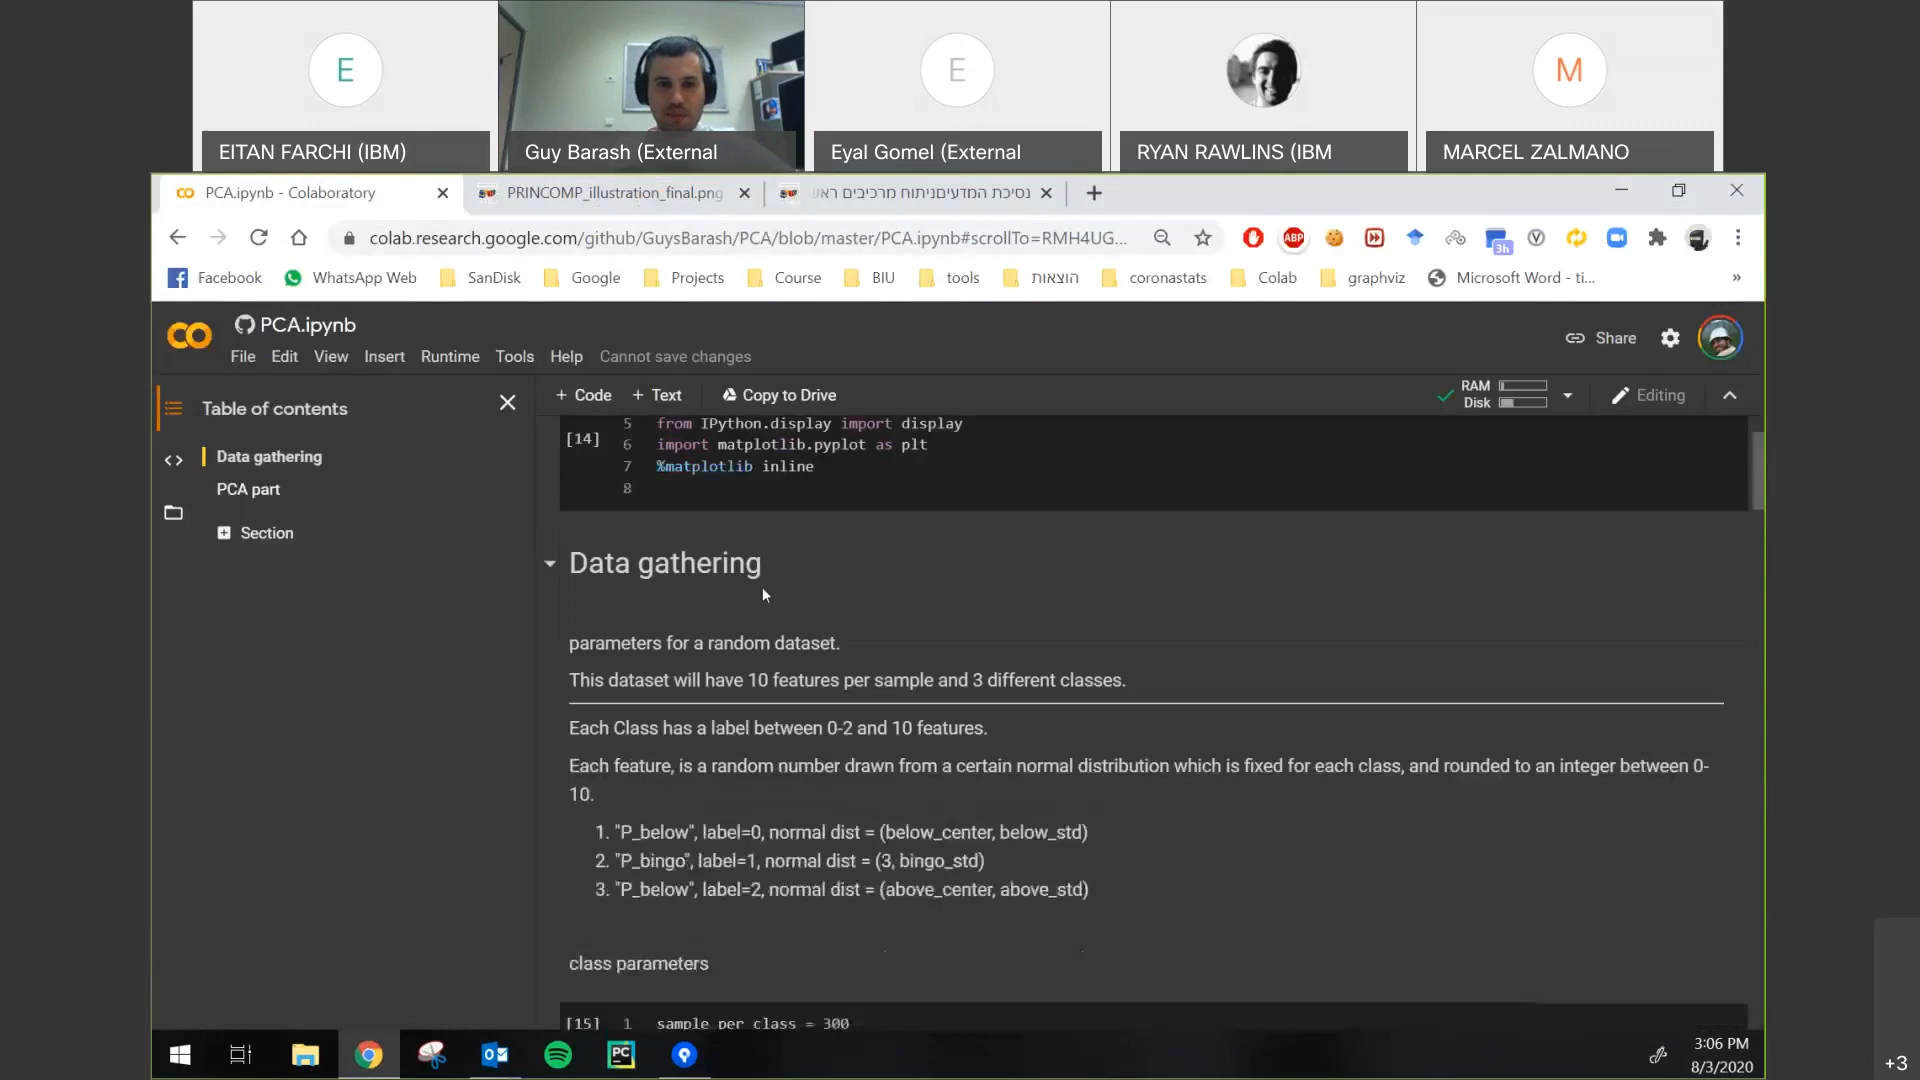 E
E
M
EITAN FARCHI (IBM)
Guy Barash (External
Eyal Gomel (External
RYAN RAWLINS (IBM
MARCEL ZALMANO
PCA.ipynb - Colaboratory
PRINCOMP_illustration_final.png
נסיכת המדעיםניתוח מרכיבים ראש
colab.research.google.com/github/GuysBarash/PCA/blob/master/PCA.ipynb#scrollTo=RMH4UG...
ABP
3h
Facebook
WhatsApp Web
SanDisk
Google
Projects
Course
BIU
tools
הוצאות
coronastats
Colab
graphviz
Microsoft Word - ti...
»
PCA.ipynb
Share
File Edit View Insert Runtime Tools Help Cannot save changes
Table of contents
+ Code + Text Copy to Drive
RAM
Disk
Editing
Data gathering
PCA part
Section
5 from IPython.display import display
[14] 6 import matplotlib.pyplot as plt
7 %matplotlib inline
8
Data gathering
parameters for a random dataset.
This dataset will have 10 features per sample and 3 different classes.
Each Class has a label between 0-2 and 10 features.
Each feature, is a random number drawn from a certain normal distribution which is fixed for each class, and rounded to an integer between 0-
10.
1. "P_below", label=0, normal dist = (below_center, below_std)
2. "P_bingo", label=1, normal dist = (3, bingo_std)
3. "P_below", label=2, normal dist = (above_center, above_std)
class parameters
[15] 1 sample_per_class = 300
3:06 PM
8/3/2020
+3